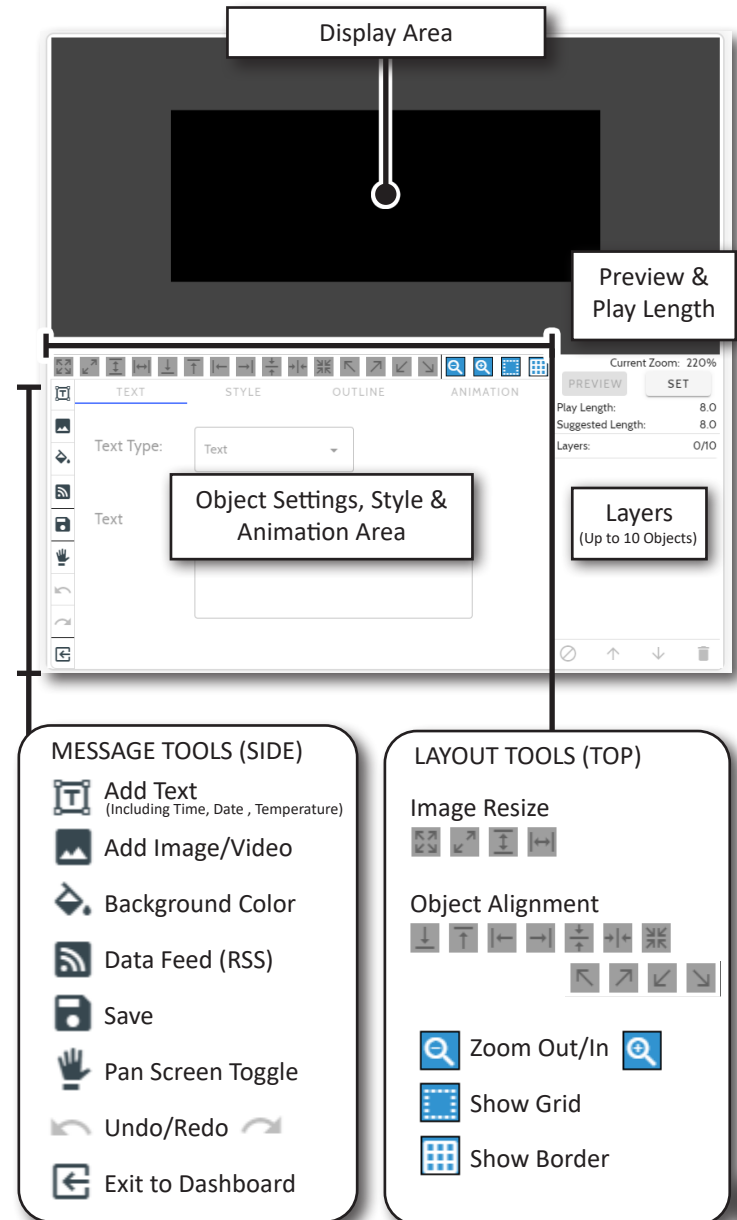 Display Area
Preview &
Play Length
Current Zoom: 220%
PREVIEW SET
Play Length: 8.0
Suggested Length: 8.0
Layers: 0/10
TEXT STYLE OUTLINE ANIMATION
Text Type: Text
Object Settings, Style &
Animation Area
Text
Layers
(Up to 10 Objects)
MESSAGE TOOLS (SIDE)
Add Text
(Including Time, Date , Temperature)
Add Image/Video
Background Color
Data Feed (RSS)
Save
Pan Screen Toggle
Undo/Redo
Exit to Dashboard
LAYOUT TOOLS (TOP)
Image Resize
Object Alignment
Zoom Out/In
Show Grid
Show Border